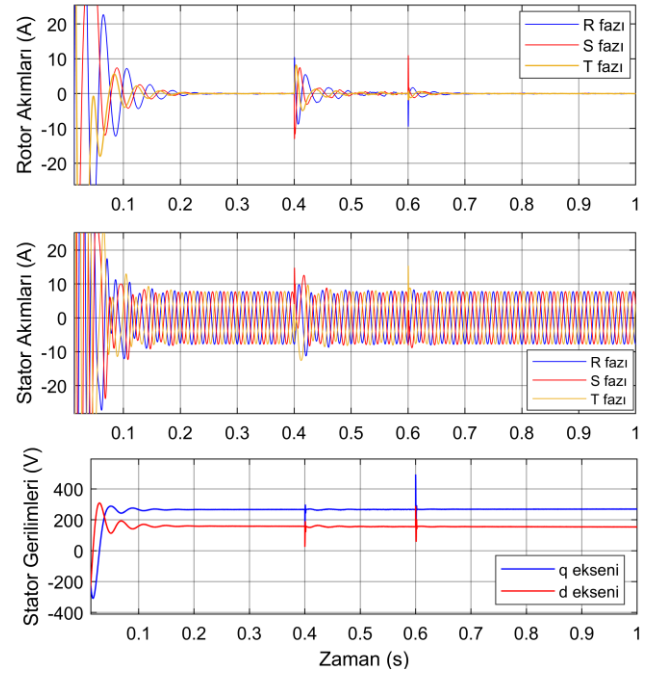 Rotor Akımları (A)
20
10
0
-10
-20
R fazı
S fazı
T fazı
0.1 0.2 0.3 0.4 0.5 0.6 0.7 0.8 0.9 1
Stator Akımları (A)
20
10
0
-10
-20
R fazı
S fazı
T fazı
0.1 0.2 0.3 0.4 0.5 0.6 0.7 0.8 0.9 1
Stator Gerilimleri (V)
400
200
0
-200
-400
q ekseni
d ekseni
0.1 0.2 0.3 0.4 0.5 0.6 0.7 0.8 0.9 1
Zaman (s)